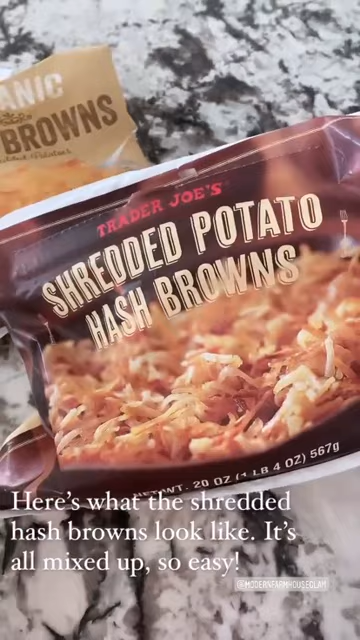 ANIC
BROWNS
TRADER JOE'S
SHREDDED POTATO
HASH BROWNS
NET WT. 20 OZ (1 LB 4 OZ) 567g
Here's what the shredded
hash browns look like. It's
all mixed up, so easy!
@MODERNFARMHOUSEGLAM